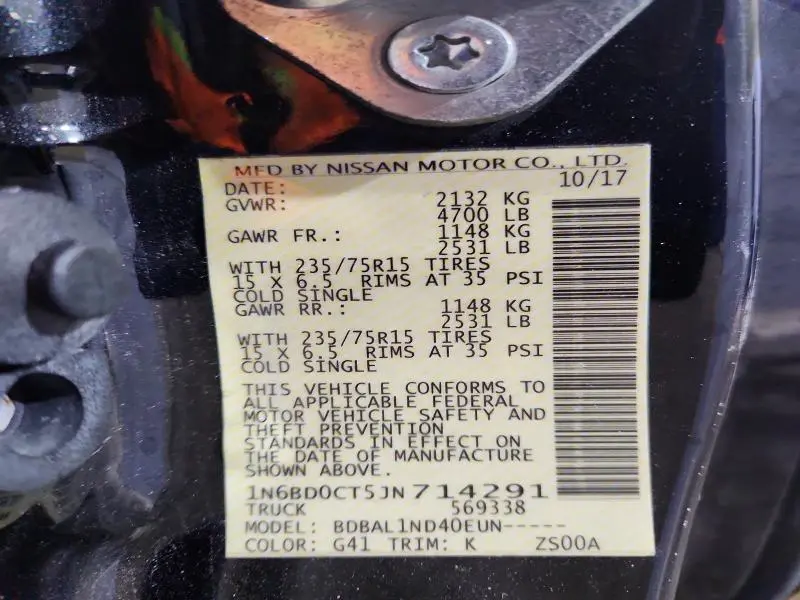 MFD BY NISSAN MOTOR CO., LTD.
DATE: 10/17
GVWR: 2132 KG
4700 LB
GAWR FR.: 1148 KG
2531 LB
WITH 235/75R15 TIRES
15 X 6.5 RIMS AT 35 PSI
COLD SINGLE
GAWR RR.: 1148 KG
2531 LB
WITH 235/75R15 TIRES
15 X 6.5 RIMS AT 35 PSI
COLD SINGLE
THIS VEHICLE CONFORMS TO
ALL APPLICABLE FEDERAL
MOTOR VEHICLE SAFETY AND
THEFT PREVENTION
STANDARDS IN EFFECT ON
THE DATE OF MANUFACTURE
SHOWN ABOVE.
1N6BD0CT5JN714291
TRUCK 569338
MODEL: BDBAL1ND40EUN-----
COLOR: G41 TRIM: K ZS00A